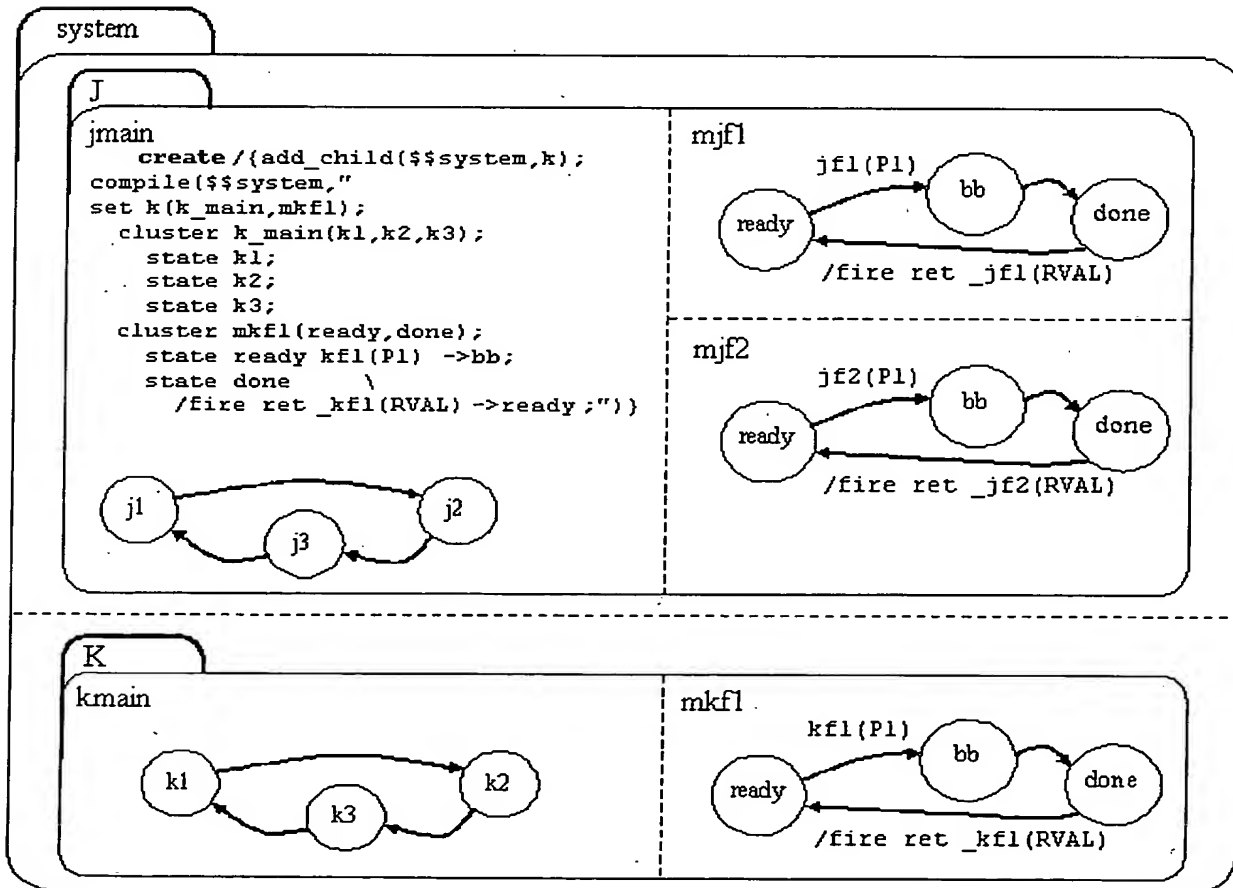 system
J
jmain
create/{add_child($$system,k);
compile($$system,"
set k(k_main,mkf1);
cluster k_main(k1,k2,k3);
state k1;
state k2;
state k3;
cluster mkf1(ready,done);
state ready kf1(P1) ->bb;
state done \
/fire ret _kf1(RVAL) ->ready ;")}
j1
j2
j3
mjf1
jf1(P1)
bb
ready
done
/fire ret _jf1(RVAL)
mjf2
jf2(P1)
bb
ready
done
/fire ret _jf2(RVAL)
K
kmain
k1
k2
k3
mkf1
kf1(P1)
bb
ready
done
/fire ret _kf1(RVAL)